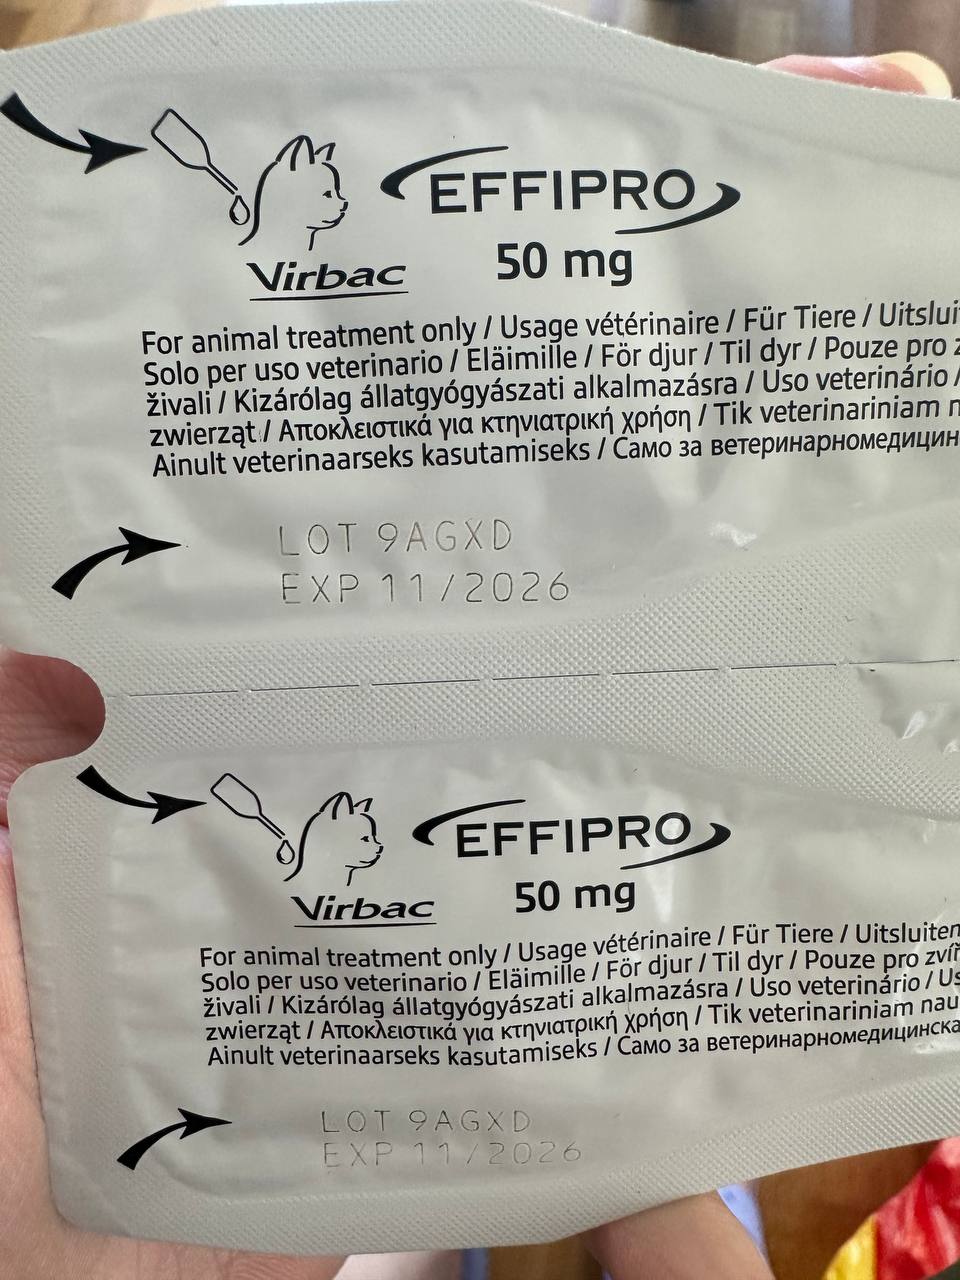 EFFIPRO
50 mg
Virbac
For animal treatment only / Usage vétérinaire / Für Tiere /
Solo per uso veterinario / Eläimille / För djur / Til dyr / Pouze pro
živali / Kizárólag állatgyógyászati alkalmazásra / Uso veterinário /
zwierząt / Αποκλειστικά για κτηνιατρική χρήση / Tik veterinariniam
Ainult veterinaarseks kasutamiseks / Само за
LOT 9AGXD
EXP 11/2026
EFFIPRO
50 mg
Virbac
For animal treatment only / Usage vétérinaire / Für Tiere /
Solo per uso veterinario / Eläimille / För djur / Til dyr / Pouze pro
živali / Kizárólag állatgyógyászati alkalmazásra / Uso veterinário /
zwierząt / Αποκλειστικά για κτηνιατρική χρήση / Tik veterinariniam
Ainult veterinaarseks kasutamiseks / Само за
LOT 9AGXD
EXP 11/2026